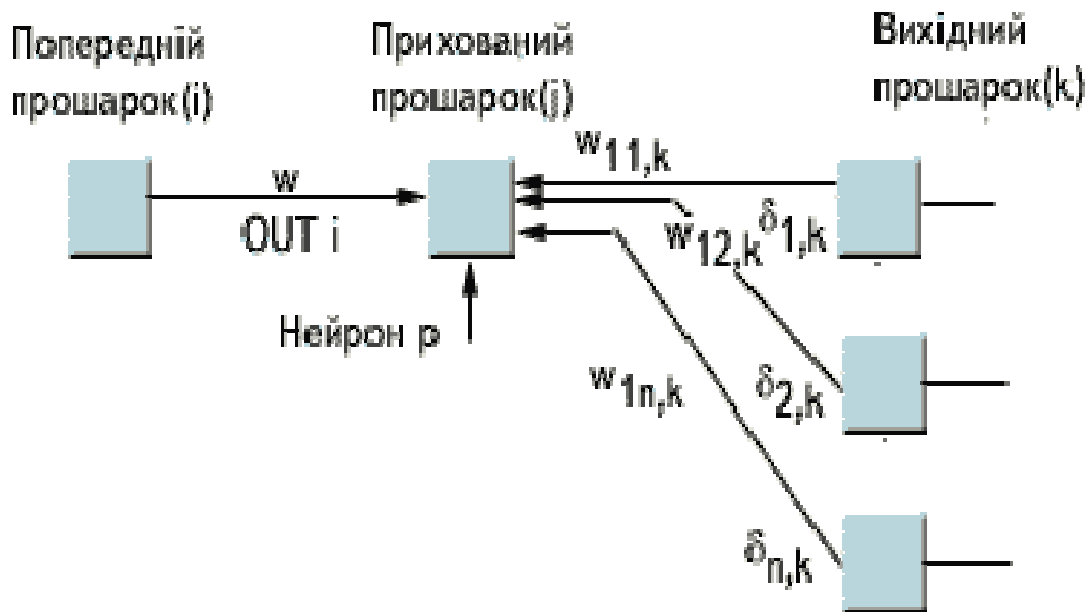 Попередній
прошарок(i)
Прихований
прошарок(j)
Вихідний
прошарок(k)
w
OUT i
w11,k
w12,k
δ1,k
Нейрон p
w1n,k
δ2,k
δn,k